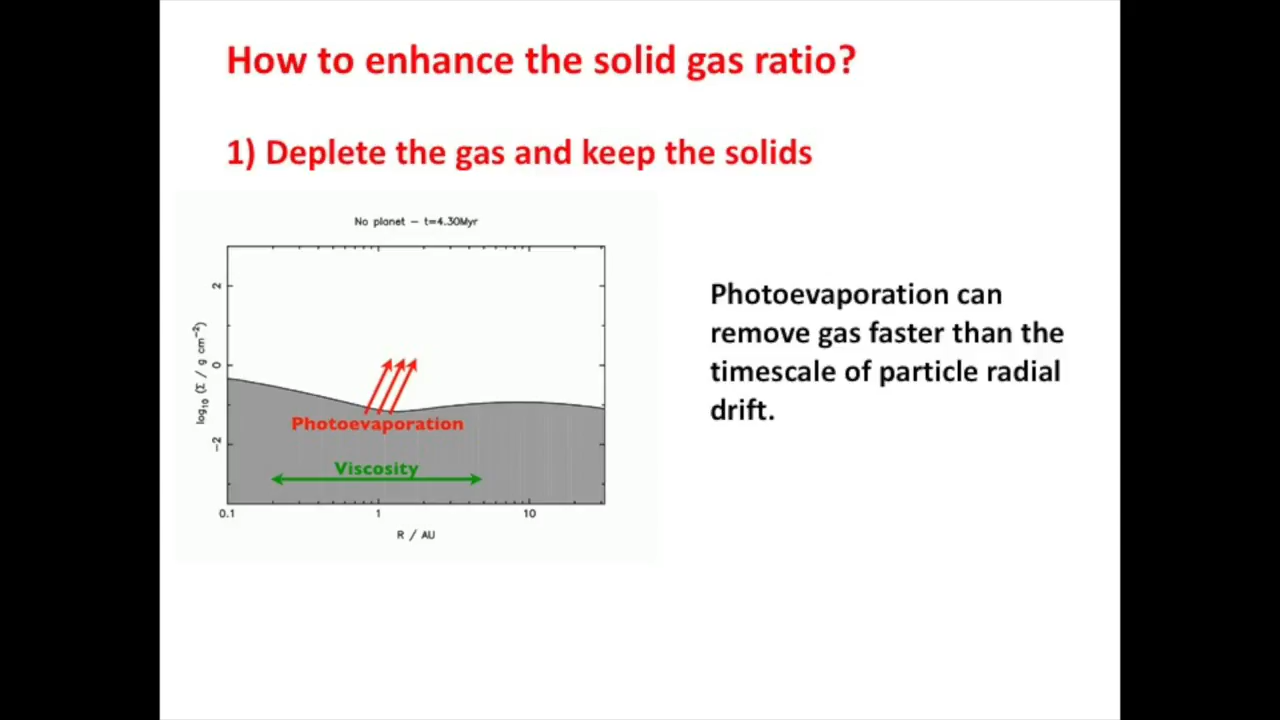 How to enhance the solid gas ratio?
1) Deplete the gas and keep the solids
No planet — t=4.30Myr
2
0
−2
log10 (Σ / g cm−2)
Photoevaporation
Viscosity
0.1
1
10
R / AU
Photoevaporation can
remove gas faster than the
timescale of particle radial
drift.